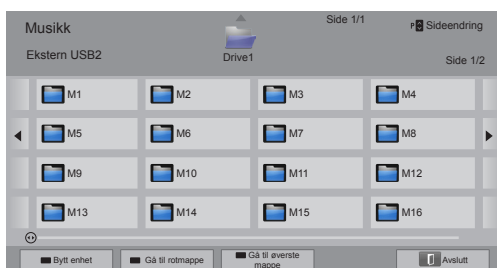 Musikk
Side 1/1
P Sideendring
Ekstern USB2
Drive1
Side 1/2
M1
M2
M3
M4
M5
M6
M7
M8
M9
M10
M11
M12
M13
M14
M15
M16
Bytt enhet
Gå til rotmappe
Gå til øverste
mappe
Avslutt